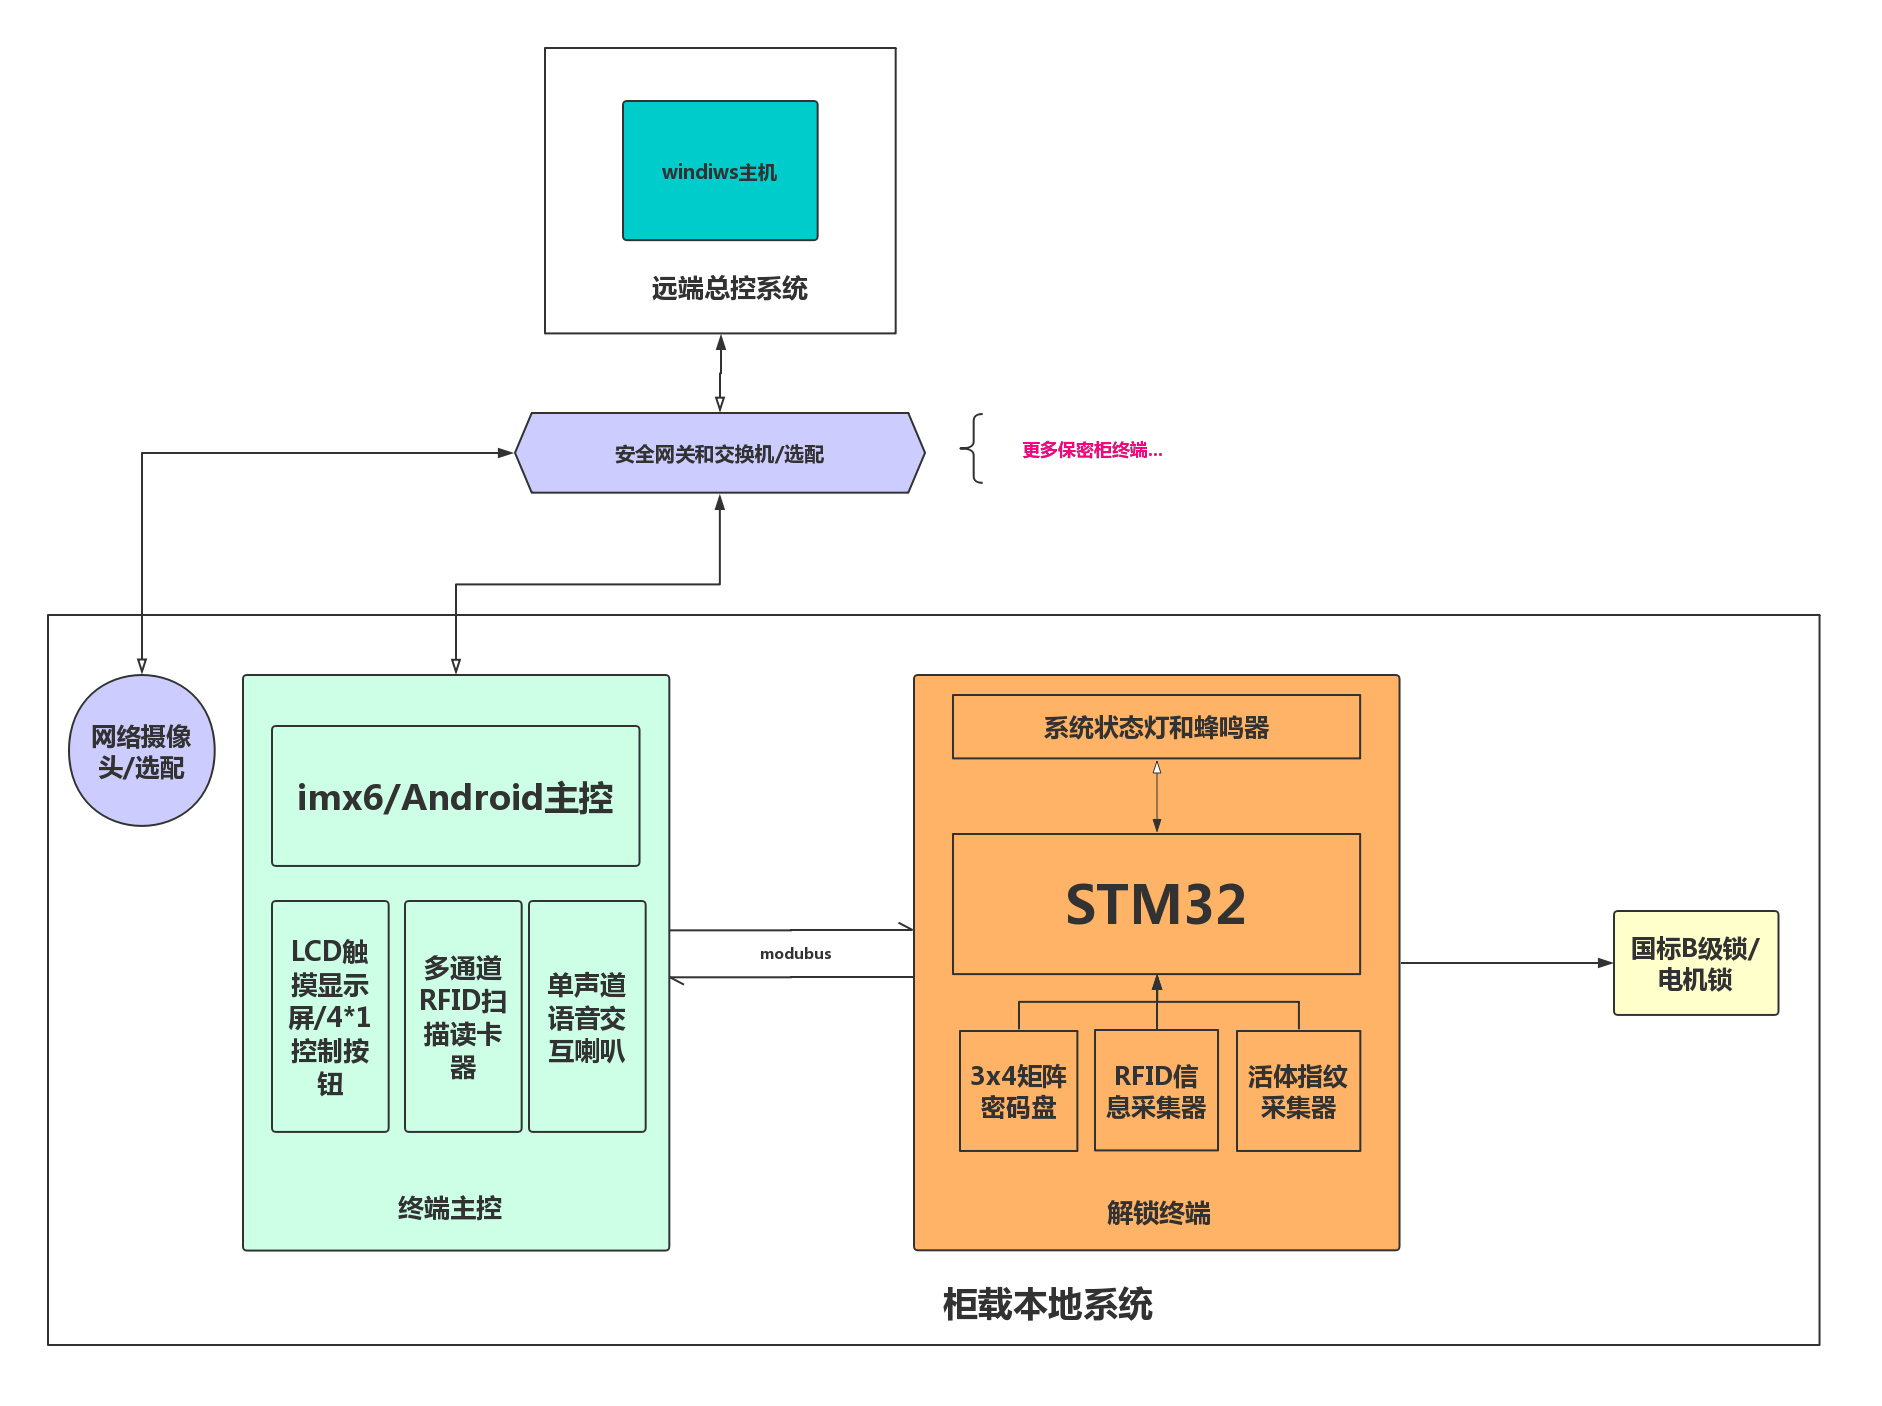 windiws主机
远端总控系统
安全网关和交换机/选配
更多保密柜终端...
网络摄像
头/选配
imx6/Android主控
LCD触
摸显示
屏/4*1
控制按
钮
多通道
RFID扫
描读卡
器
单声道
语音交
互喇叭
终端主控
modubus
系统状态灯和蜂鸣器
STM32
3x4矩阵
密码盘
RFID信
息采集器
活体指纹
采集器
解锁终端
国标B级锁/
电机锁
柜载本地系统